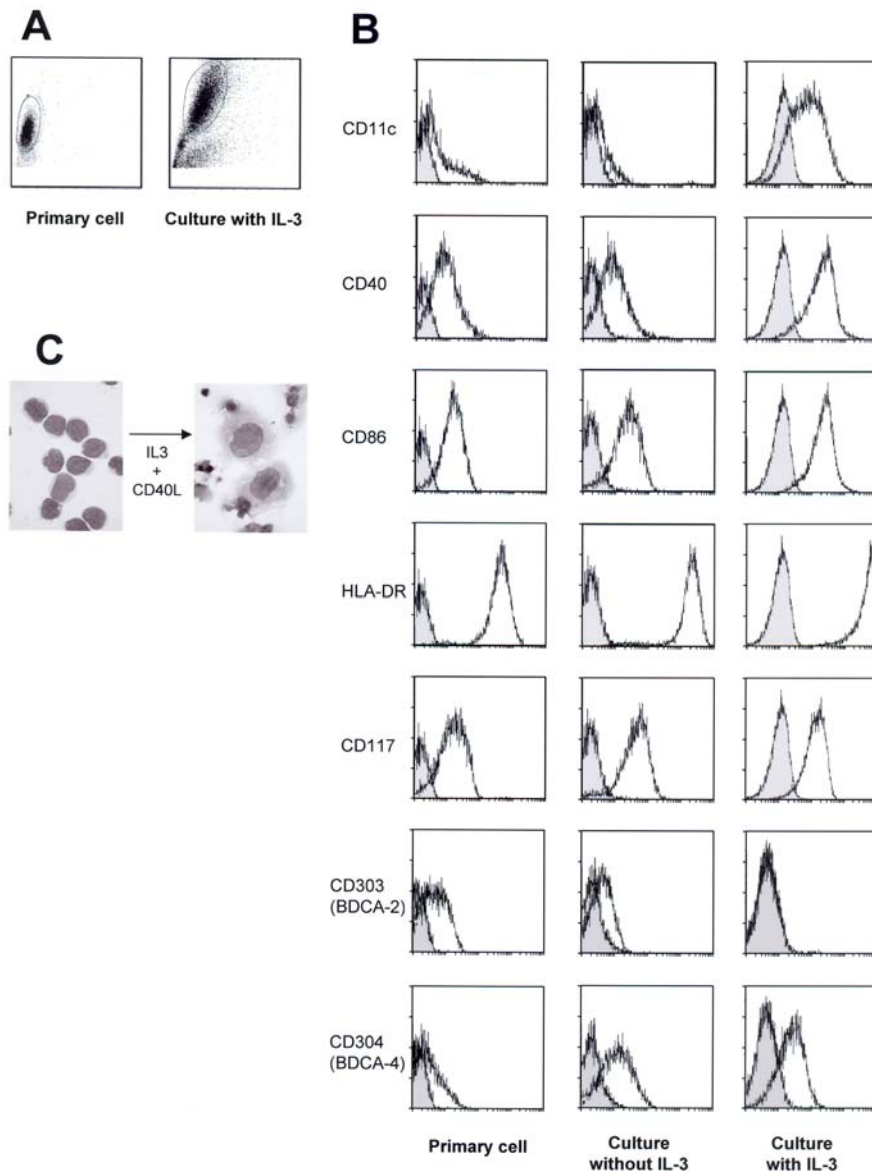 A
Primary cell
Culture with IL-3
B
CD11c
CD40
CD86
HLA-DR
CD117
CD303
(BDCA-2)
CD304
(BDCA-4)
Primary cell
Culture
without IL-3
Culture
with IL-3
C
IL3
+
CD40L